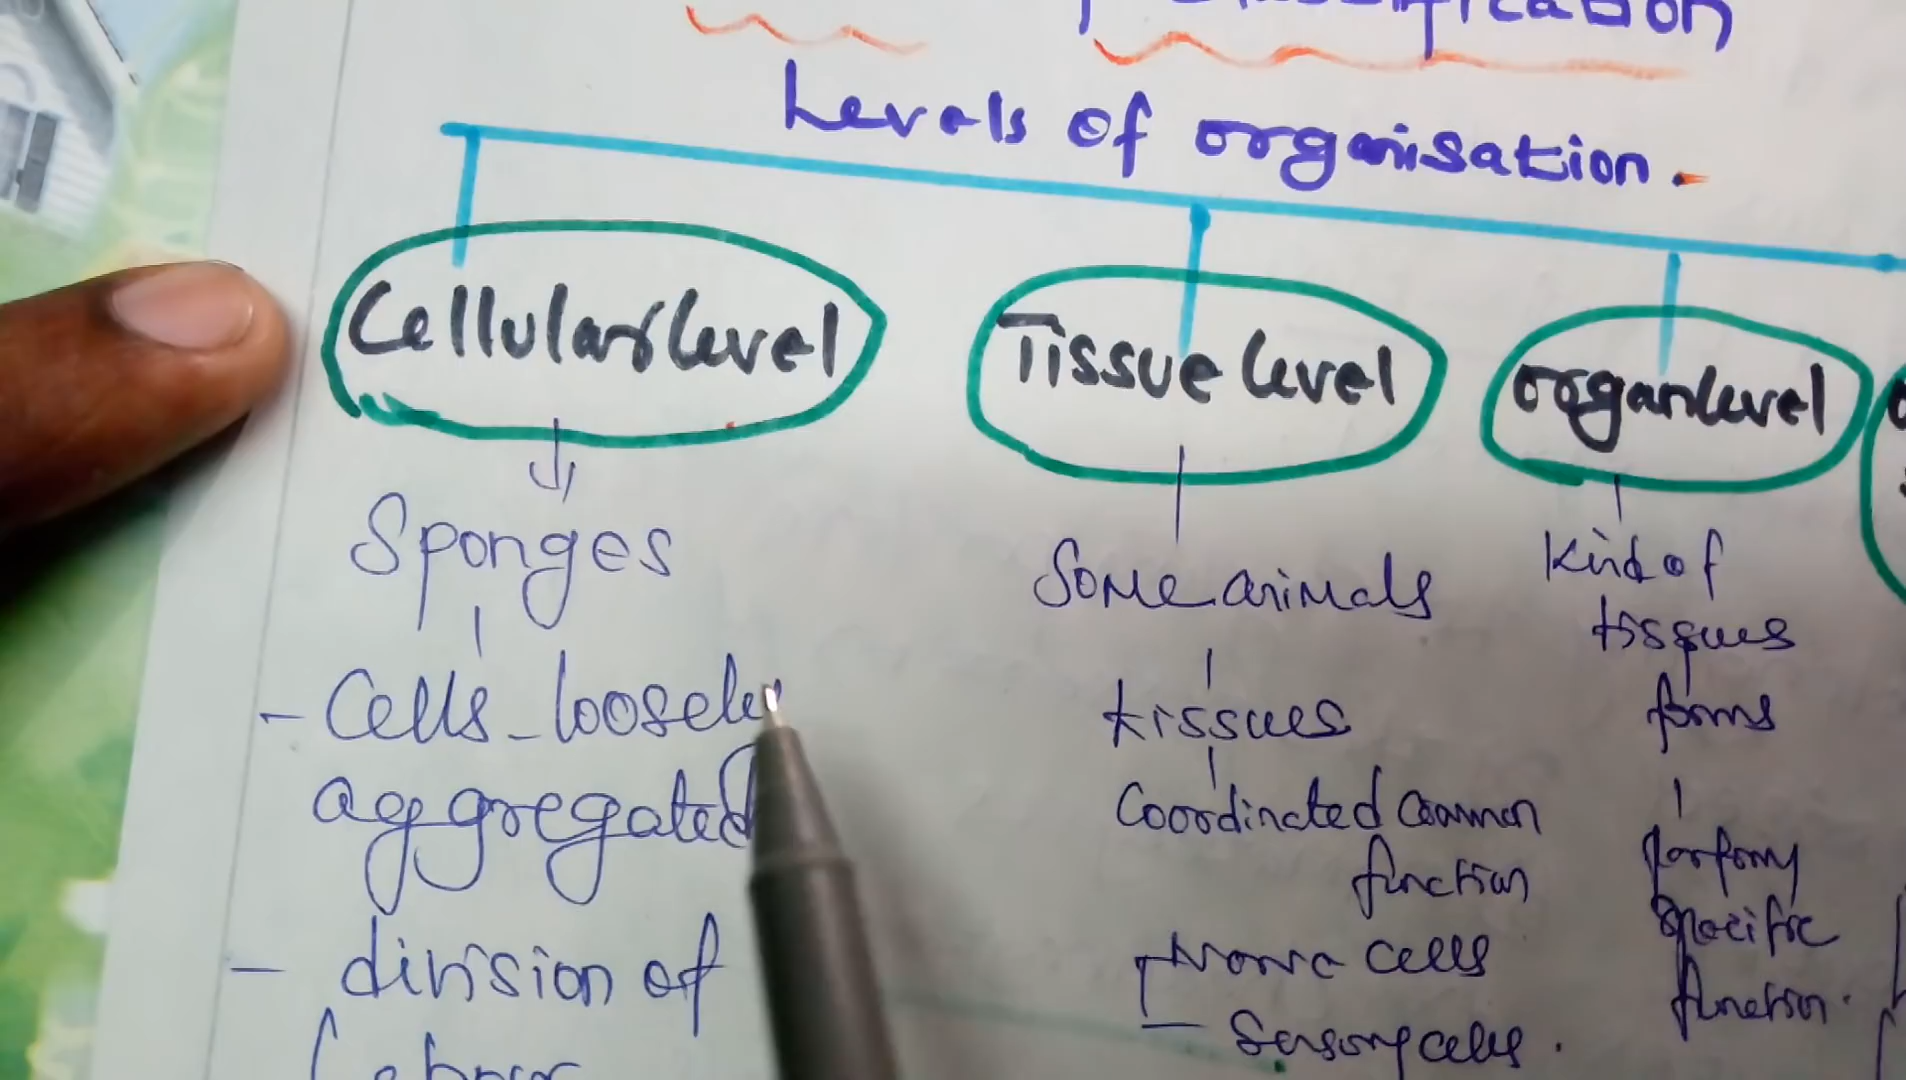 Levels of organisation.
Cellular level
Tissue level
organ level
Sponges
- Cells - loosely
aggregated
- division of
Some animals
tissues
Coordinated common
function
Nerve cells
- Sensory cells.
Kind of
tissues
forms
perform
specific
function.